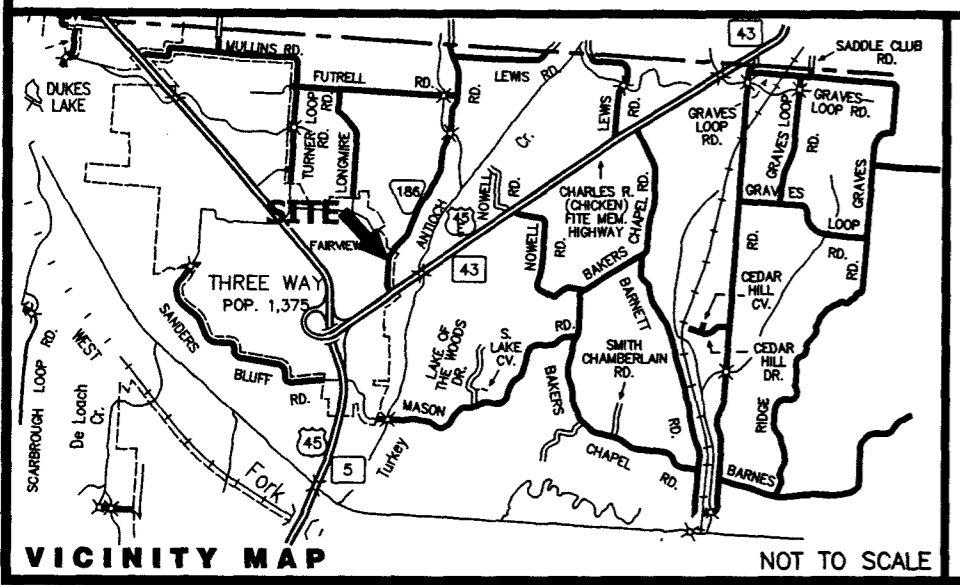 43
SADDLE CLUB
RD.
MULLINS RD.
DUKES
LAKE
FUTRELL
RD.
LEWIS
RD.
RD.
TURNER LOOP
RD.
LONGMIRE
RD.
Cr.
LEWIS
RD.
GRAVES
LOOP
RD.
GRAVES
LOOP RD.
GRAVES LOOP
RD.
GRAVES
186
SITE
FAIRVIEW
ANTIOCH
45
E
NOWELL
RD.
43
CHARLES R.
(CHICKEN)
FITE MEM.
HIGHWAY
CHAPEL
RD.
BAKERS
NOWELL
RD.
GRAVES
LOOP
RD.
RD.
RD.
THREE WAY
POP. 1,375
SANDERS
BLUFF
RD.
WEST
SCARBROUGH LOOP RD.
De Loach
Cr.
Fork
45
5
Turkey
MASON
RD.
LAKE OF
THE WOODS
DR.
S.
LAKE
CV.
BAKERS
CHAPEL
RD.
SMITH
CHAMBERLAIN
RD.
BARNETT
RD.
CEDAR
HILL
CV.
CEDAR
HILL
DR.
RIDGE
BARNES
VICINITY MAP
NOT TO SCALE